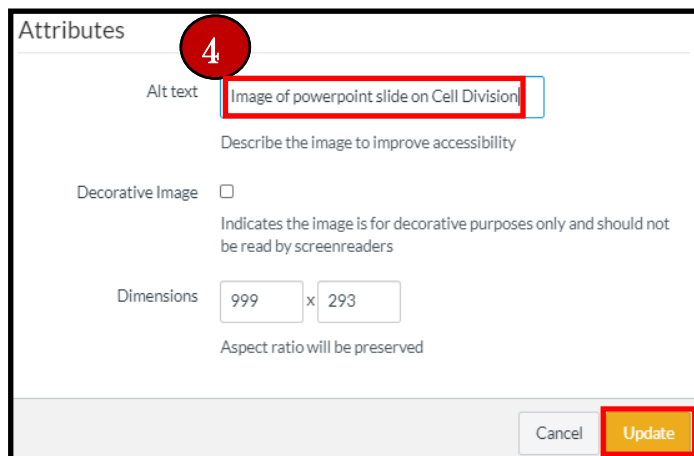 Attributes
4
Alt text
Image of powerpoint slide on Cell Division
Describe the image to improve accessibility
Decorative Image
Indicates the image is for decorative purposes only and should not
be read by screenreaders
Dimensions 999 x 293
Aspect ratio will be preserved
Cancel Update